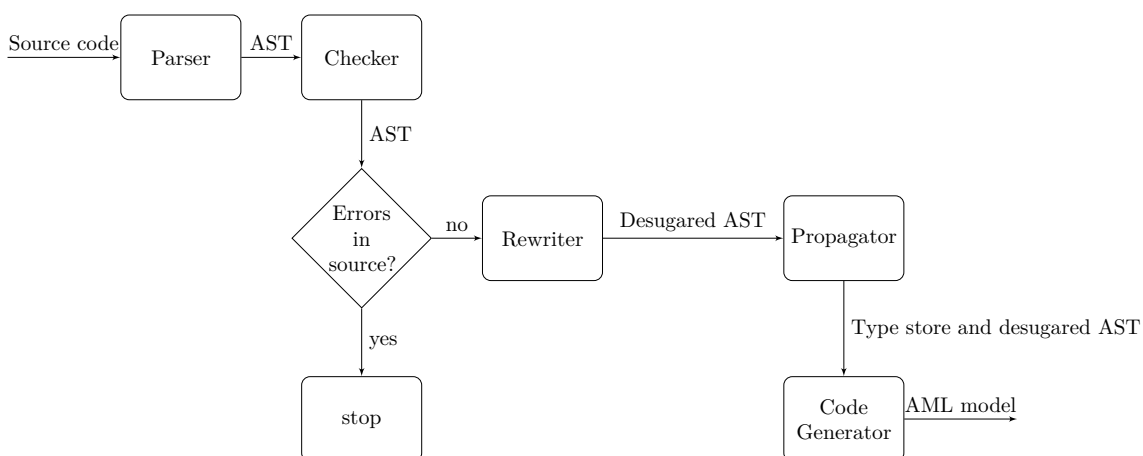 Source code
Parser
AST
Checker
AST
Errors
in
source?
no
Rewriter
Desugared AST
Propagator
yes
Type store and desugared AST
stop
Code
Generator
AML model